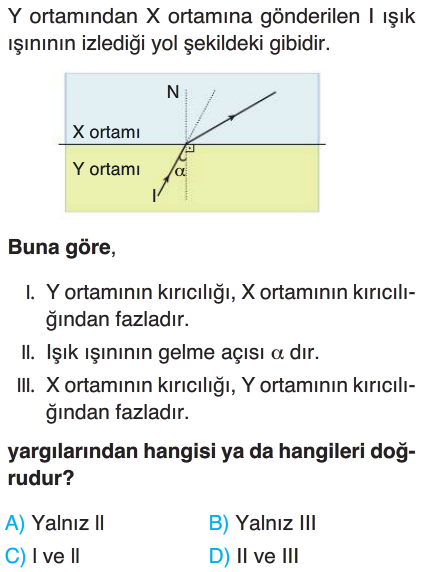 Y ortamından X ortamına gönderilen I ışık
ışınının izlediği yol şekildeki gibidir.
N
X ortamı
Y ortamı
α
I
Buna göre,
I. Y ortamının kırıcılığı, X ortamının kırıcılı-
ğından fazladır.
II. Işık ışınının gelme açısı α dır.
III. X ortamının kırıcılığı, Y ortamının kırıcılı-
ğından fazladır.
yargılarından hangisi ya da hangileri doğ-
rudur?
A) Yalnız II B) Yalnız III
C) I ve II D) II ve III